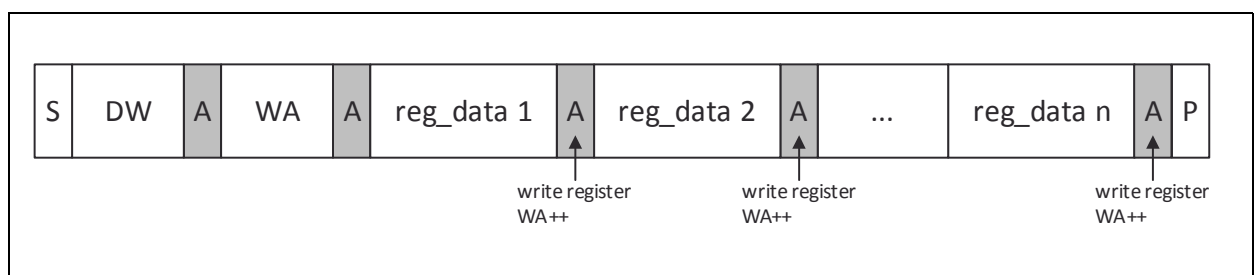 S DW A WA A reg_data 1 A reg_data 2 A ... reg_data n A P
write register write register write register
WA++ WA++ WA++